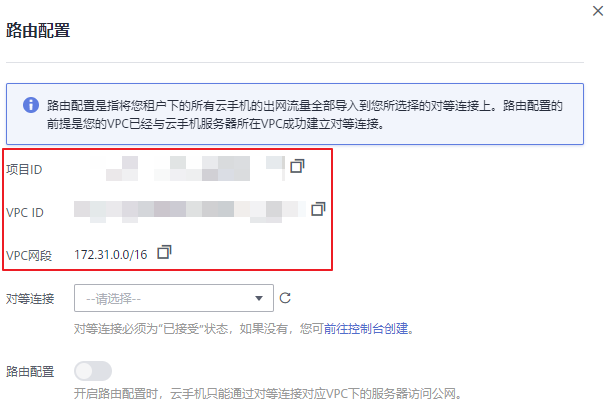 路由配置
路由配置是指将您租户下的所有云手机的出网流量全部导入到您所选择的对等连接上。路由配置的
前提是您的VPC已经与云手机服务器所在VPC成功建立对等连接。
项目ID
VPC ID
VPC网段 172.31.0.0/16
对等连接 --请选择--
对等连接必须为"已接受"状态，如果没有，您可前往控制台创建。
路由配置
开启路由配置时，云手机只能通过对等连接对应VPC下的服务器访问公网。